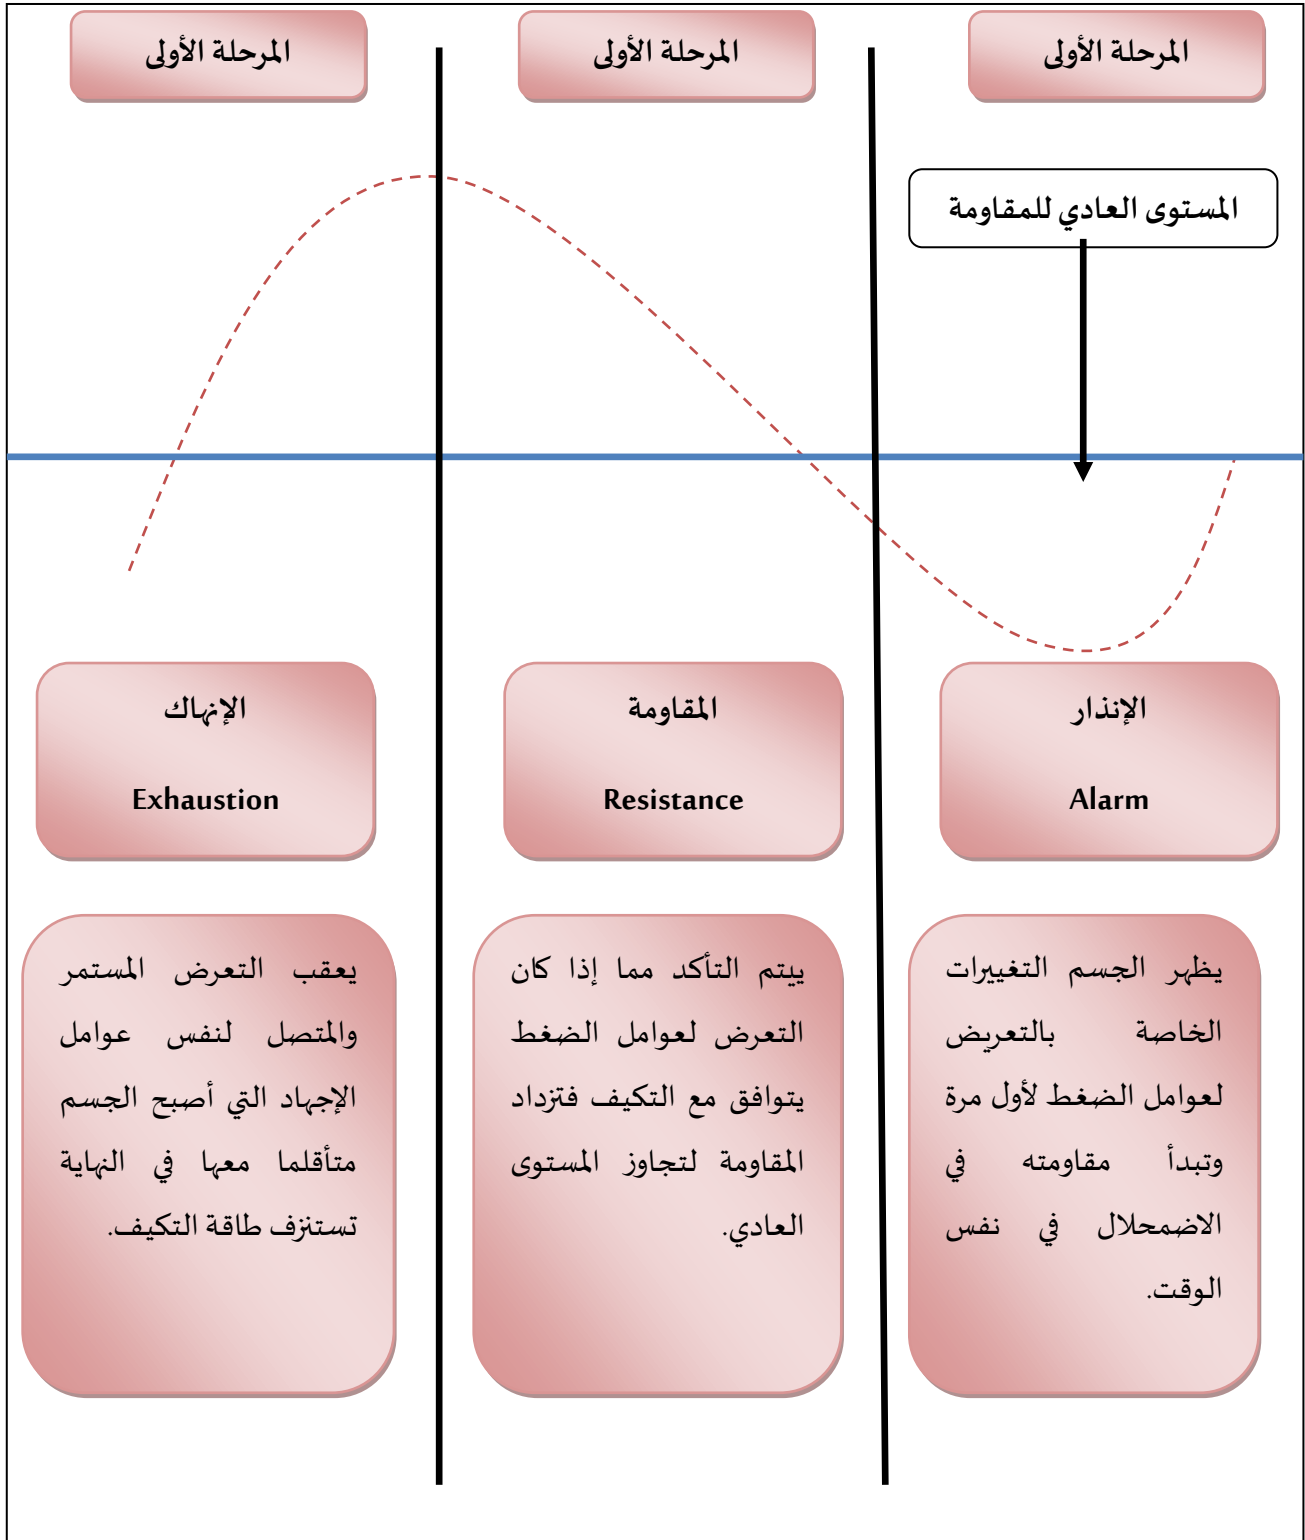 المرحلة الأولى
المرحلة الأولى
المرحلة الأولى
المستوى العادي للمقاومة
الإنذار
Alarm
المقاومة
Resistance
الإنهاك
Exhaustion
يظهر الجسم التغييرات
الخاصة بالتعريض
لعوامل الضغط لأول مرة
وتبدأ مقاومته في
الاضمحلال في نفس
الوقت.
ييتم التأكد مما إذا كان
التعرض لعوامل الضغط
يتوافق مع التكيف فتزداد
المقاومة لتجاوز المستوى
العادي.
يعقب التعرض المستمر
والمتصل لنفس عوامل
الإجهاد التي أصبح الجسم
متأقلما معها في النهاية
تستنزف طاقة التكيف.